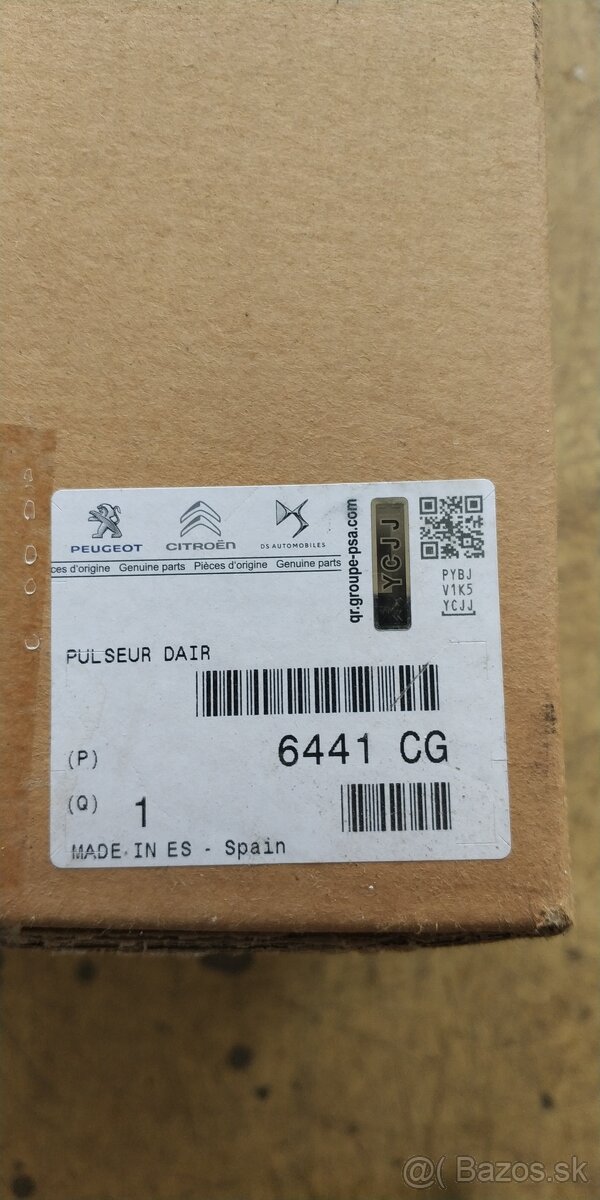 PEUGEOT CITROËN DS AUTOMOBILES
ces d'origine Genuine parts Pièces d'origine Genuine parts
qr.groupe-psa.com
YCJJ
PYBJ
V1K5
YCJJ
PULSEUR DAIR
(P) 6441 CG
(Q) 1
MADE IN ES - Spain
@( Bazos.sk